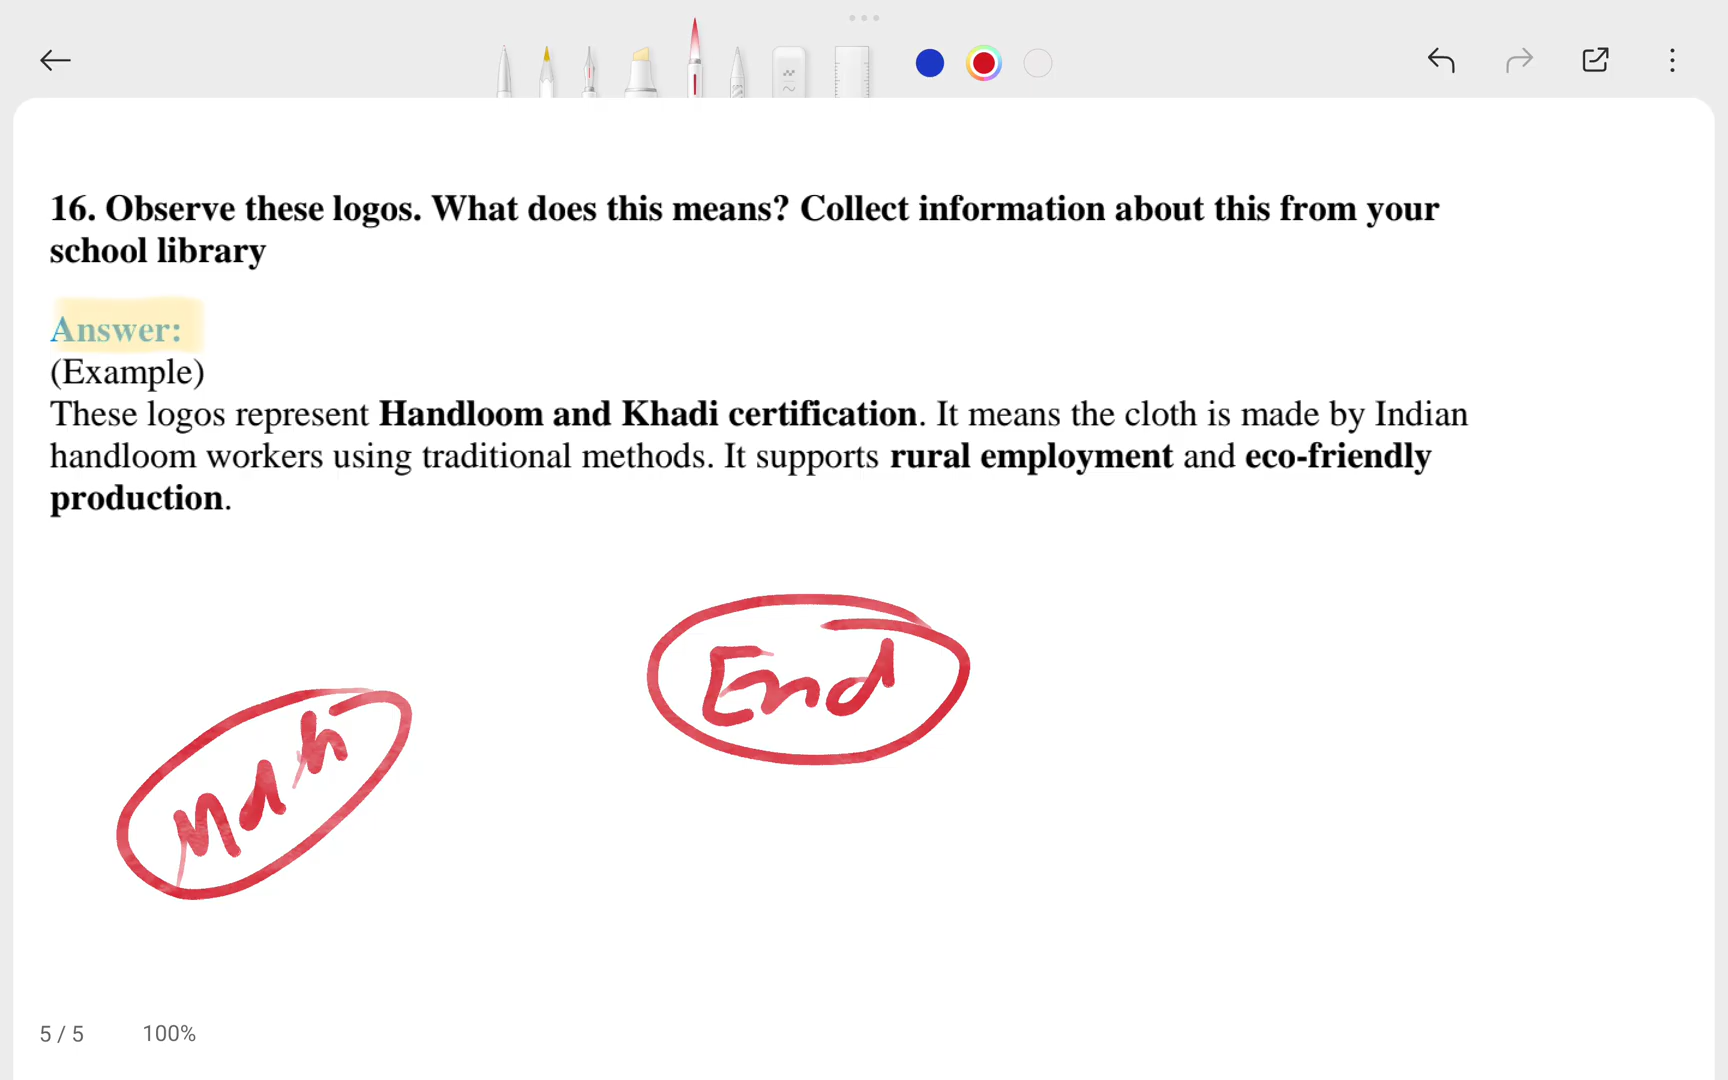 16. Observe these logos. What does this means? Collect information about this from your
school library
Answer:
(Example)
These logos represent Handloom and Khadi certification. It means the cloth is made by Indian
handloom workers using traditional methods. It supports rural employment and eco-friendly
production.
End
5 / 5
100%